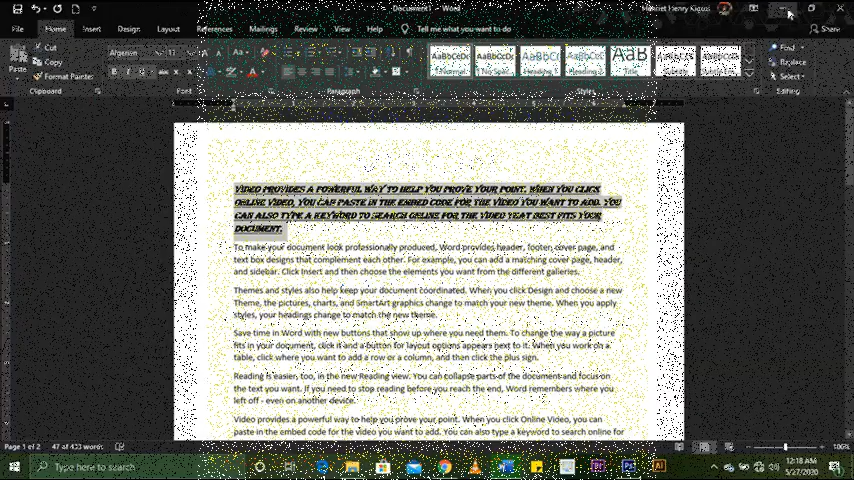 Document1 - Word
File Home Insert Design Layout References Mailings Review View Help Tell me what you want to do Share
Cut
Copy
Format Painter
Paste
Clipboard Font Paragraph Styles Editing
Find
Replace
Select
VIDEO PROVIDES A POWERFUL WAY TO HELP YOU PROVE YOUR POINT. WHEN YOU CLICK
ONLINE VIDEO, YOU CAN PASTE IN THE EMBED CODE FOR THE VIDEO YOU WANT TO ADD. YOU
CAN ALSO TYPE A KEYWORD TO SEARCH ONLINE FOR THE VIDEO THAT BEST FITS YOUR
DOCUMENT.
To make your document look professionally produced, Word provides header, footer, cover page, and
text box designs that complement each other. For example, you can add a matching cover page, header,
and sidebar. Click Insert and then choose the elements you want from the different galleries.
Themes and styles also help keep your document coordinated. When you click Design and choose a new
Theme, the pictures, charts, and SmartArt graphics change to match your new theme. When you apply
styles, your headings change to match the new theme.
Save time in Word with new buttons that show up where you need them. To change the way a picture
fits in your document, click it and a button for layout options appears next to it. When you work on a
table, click where you want to add a row or a column, and then click the plus sign.
Reading is easier, too, in the new Reading view. You can collapse parts of the document and focus on
the text you want. If you need to stop reading before you reach the end, Word remembers where you
left off - even on another device.
Video provides a powerful way to help you prove your point. When you click Online Video, you can
paste in the embed code for the video you want to add. You can also type a keyword to search online for
Page 1 of 2 47 of 433 words 106%
Type here to search
12:18 AM
5/27/2020